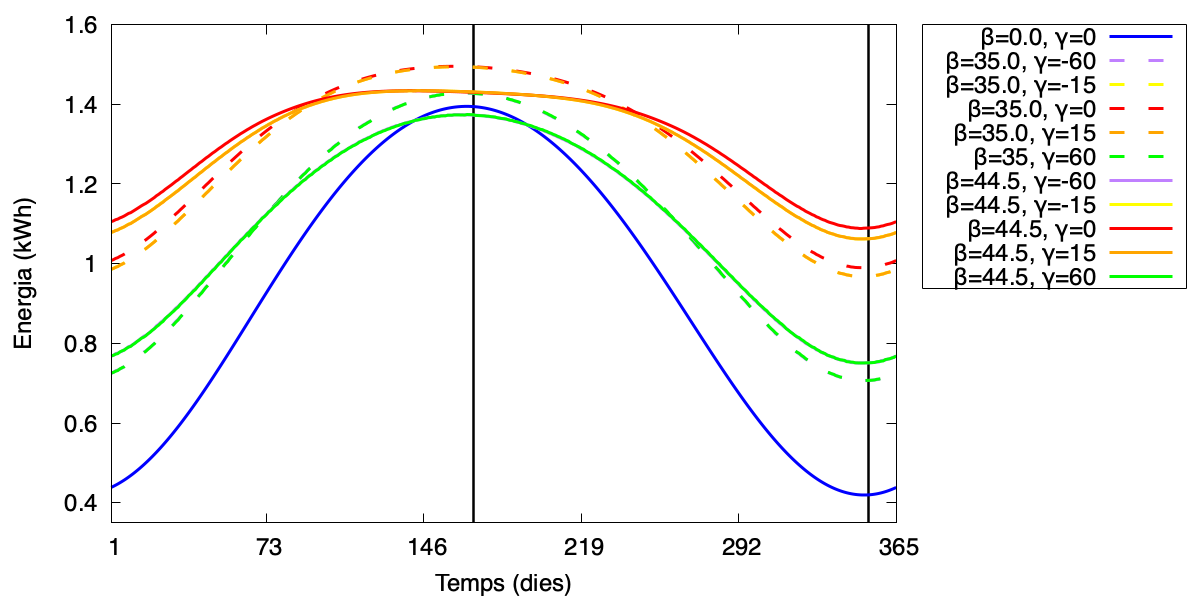 Energia (kWh)
1.6
1.4
1.2
1
0.8
0.6
0.4
1 73 146 219 292 365
Temps (dies)
β=0.0, γ=0
β=35.0, γ=-60
β=35.0, γ=-15
β=35.0, γ=0
β=35.0, γ=15
β=35, γ=60
β=44.5, γ=-60
β=44.5, γ=-15
β=44.5, γ=0
β=44.5, γ=15
β=44.5, γ=60